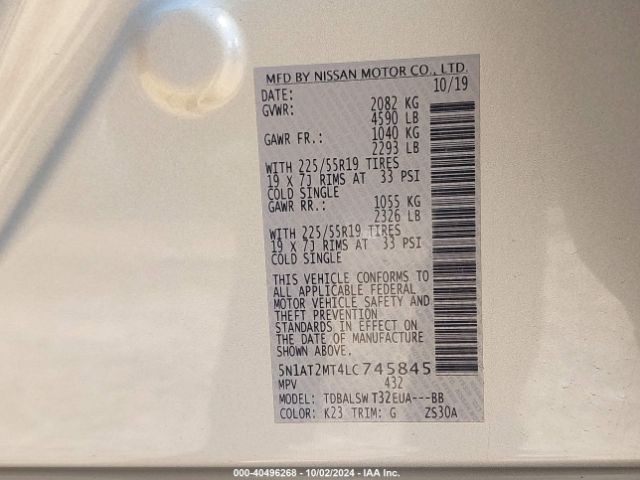 MFD BY NISSAN MOTOR CO., LTD.
DATE: 10/19
GVWR: 2082 KG
4590 LB
GAWR FR.: 1040 KG
2293 LB
WITH 225/55R19 TIRES
19 X 7J RIMS AT 33 PSI
COLD SINGLE
GAWR RR.: 1055 KG
2326 LB
WITH 225/55R19 TIRES
19 X 7J RIMS AT 33 PSI
COLD SINGLE
THIS VEHICLE CONFORMS TO
ALL APPLICABLE FEDERAL
MOTOR VEHICLE SAFETY AND
THEFT PREVENTION
STANDARDS IN EFFECT ON
THE DATE OF MANUFACTURE
SHOWN ABOVE.
5N1AT2MT4LC745845
MPV 432
MODEL: TDBALSWT32EUA---BB
COLOR: K23 TRIM: G ZS30A
000-40496268 - 10/02/2024 - IAA Inc.